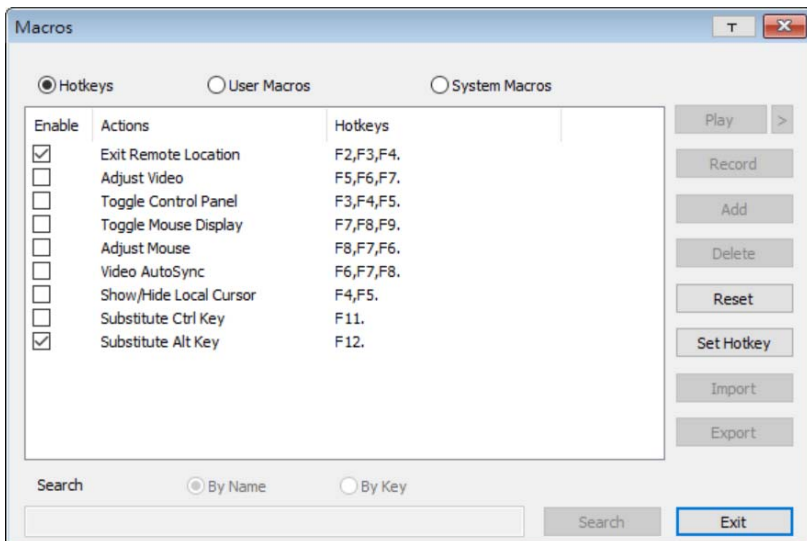 Macros T
Hotkeys User Macros System Macros
Enable Actions Hotkeys Play >
Exit Remote Location F2,F3,F4.
Adjust Video F5,F6,F7. Record
Toggle Control Panel F3,F4,F5.
Toggle Mouse Display F7,F8,F9. Add
Adjust Mouse F8,F7,F6. Delete
Video AutoSync F6,F7,F8.
Show/Hide Local Cursor F4,F5. Reset
Substitute Ctrl Key F11.
Substitute Alt Key F12. Set Hotkey
Import
Export
Search By Name By Key
Search Exit